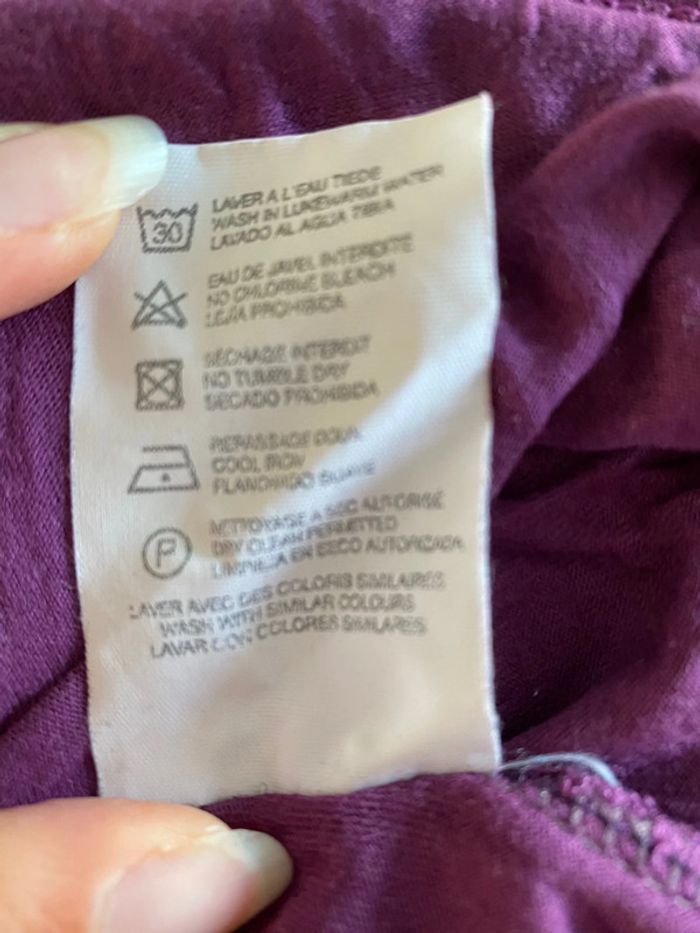 30
LAVER A L'EAU TIEDE
WASH IN LUKEWARM WATER
LAVADO AL AGUA TIBIA
EAU DE JAVEL INTERDITE
NO CHLORINE BLEACH
LEJIA PROHIBIDA
SECHAGE INTERDIT
NO TUMBLE DRY
SECADO PROHIBIDA
REPASSAGE DOUX
COOL IRON
PLANCHADO SUAVE
P
NETTOYAGE A SEC AUTORISE
DRY CLEAN PERMITTED
LIMPIEZA EN SECO AUTORIZADA
LAVER AVEC DES COLORIS SIMILAIRES
WASH WITH SIMILAR COLOURS
LAVAR CON COLORES SIMILARES